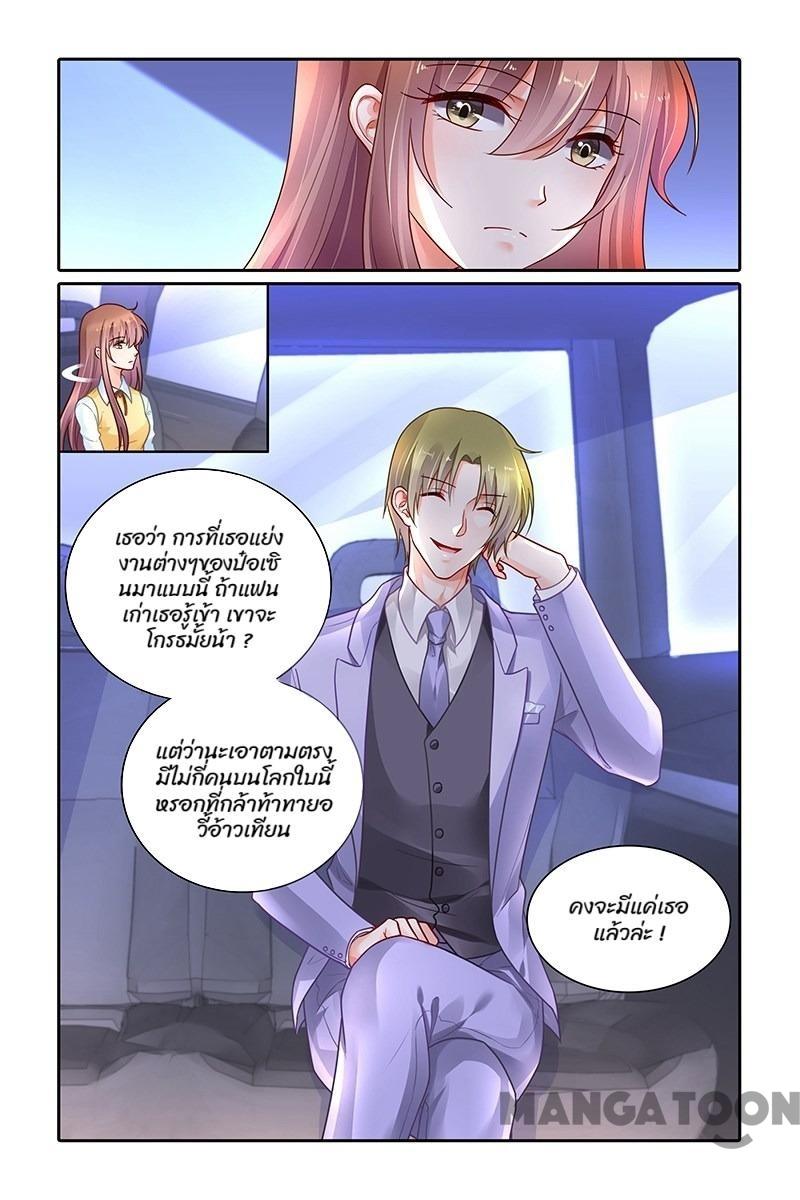 เธอว่า การที่เธอแย่ง
งานต่างๆของป๋อเซิ
นมาแบบนี้ ถ้าแฟน
เก่าเธอรู้เข้า เขาจะ
โกรธมั้ยน้า ?
แต่ว่านะเอาตามตรง
มีไม่กี่คนบนโลกใบนี้
หรอกที่กล้าท้าทายอ
วี๋อ้าวเทียน
คงจะมีแค่เธอ
แล้วล่ะ !
MANGATOON